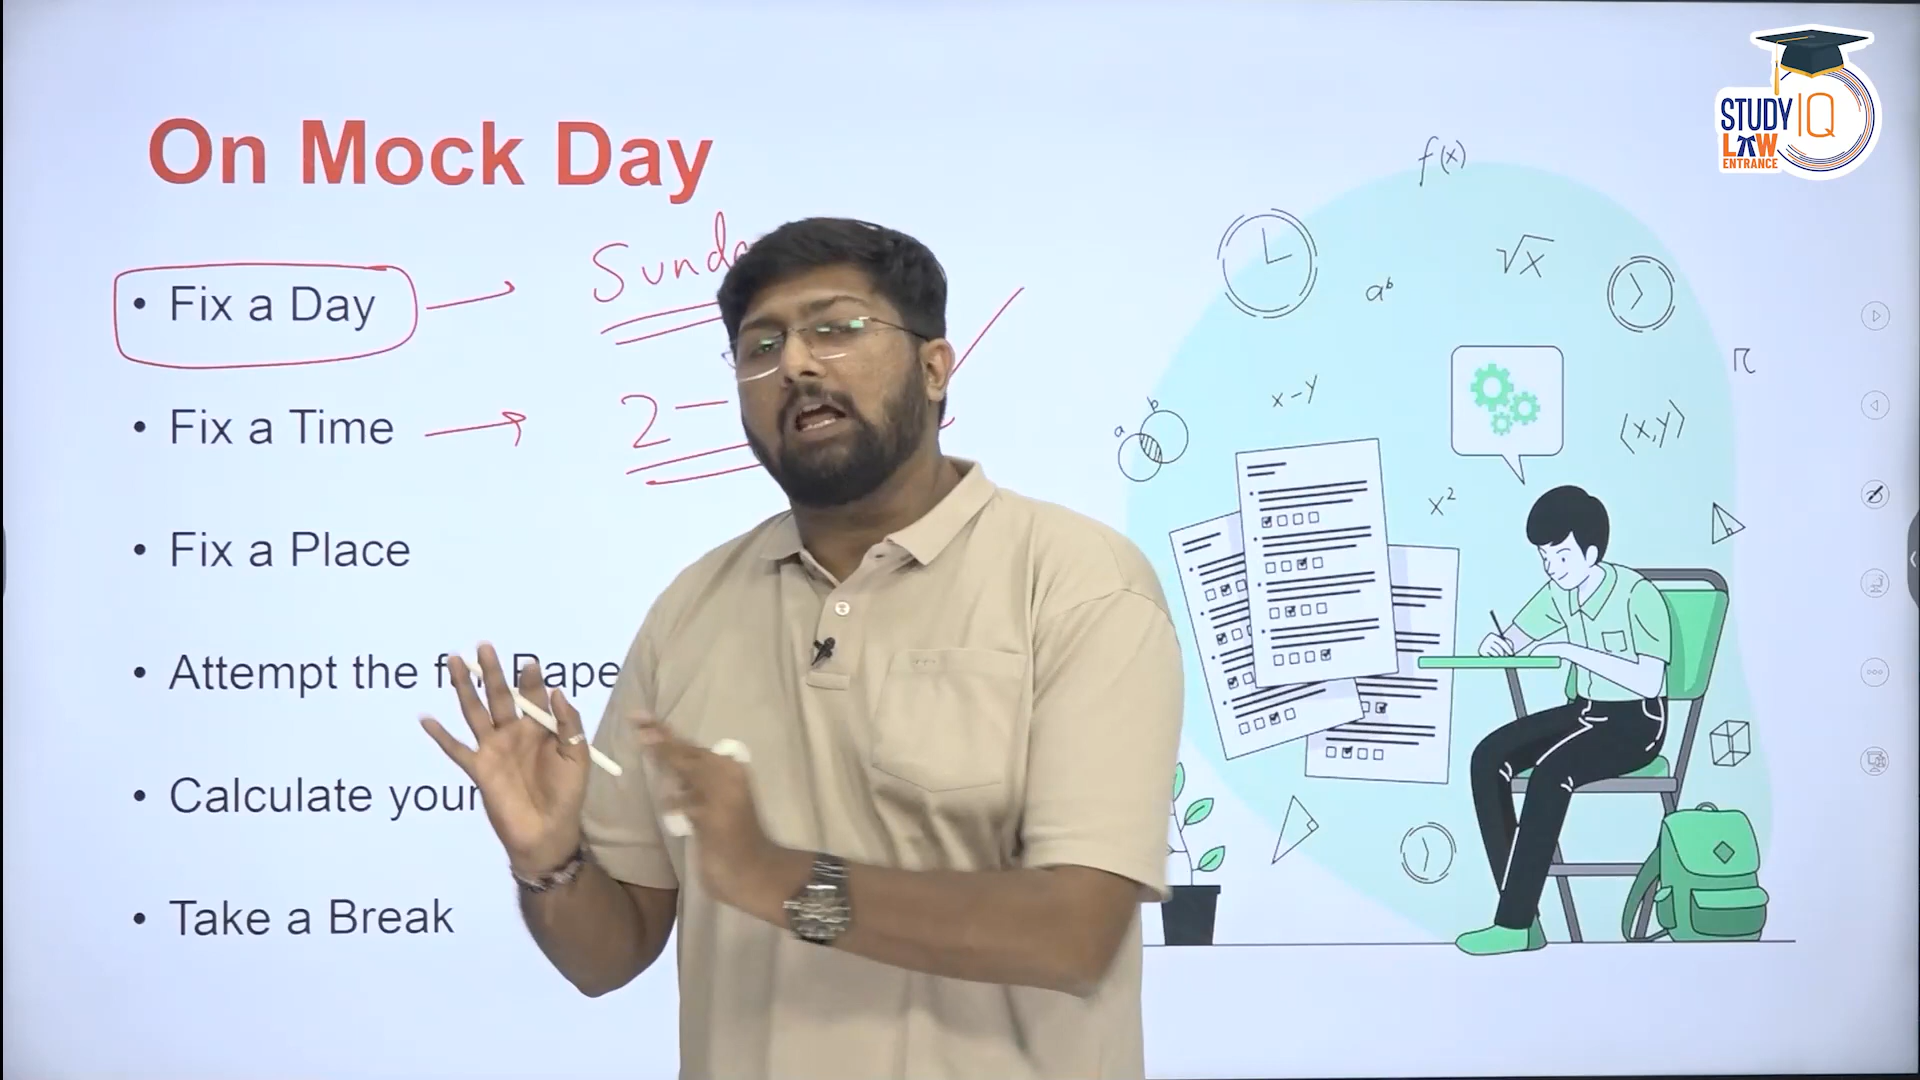 On Mock Day
STUDY IQ
LAW
ENTRANCE
• Fix a Day
• Fix a Time
2 –
• Fix a Place
• Attempt the
• Calculate your
• Take a Break
f(x)
√x
aᵇ
π
x-y
(x,y)
b
a
x²